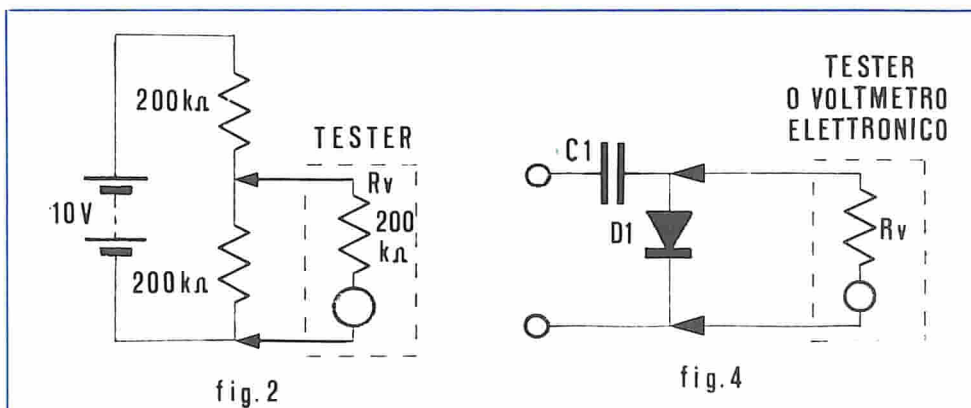 200kΩ
TESTER
Rv
200
kΩ
10V
200kΩ
fig.2
TESTER
O VOLTMETRO
ELETTRONICO
C1
D1
Rv
fig.4